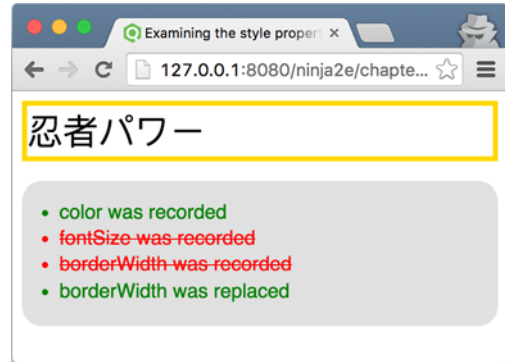 Examining the style proper
127.0.0.1:8080/ninja2e/chapte...
忍者パワー
color was recorded
fontSize was recorded
borderWidth was recorded
borderWidth was replaced